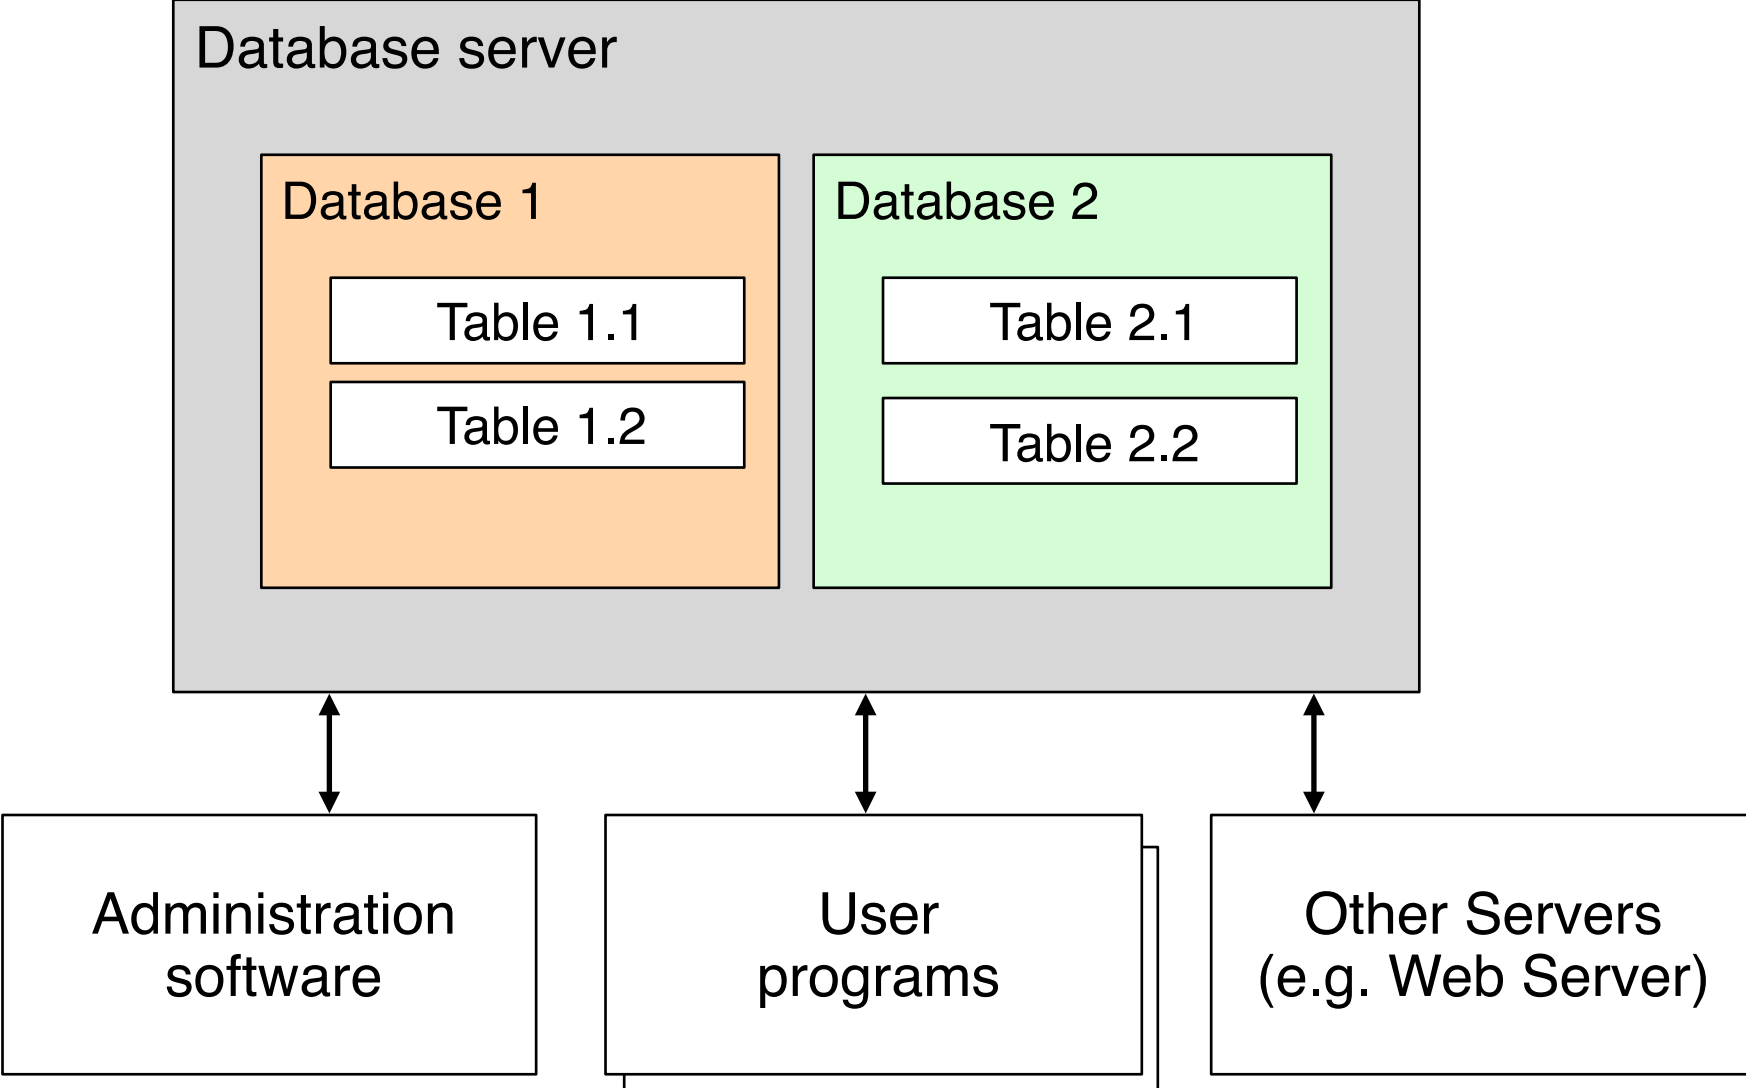 Database server
Database 1
Table 1.1
Table 1.2
Database 2
Table 2.1
Table 2.2
Administration
software
User
programs
Other Servers
(e.g. Web Server)